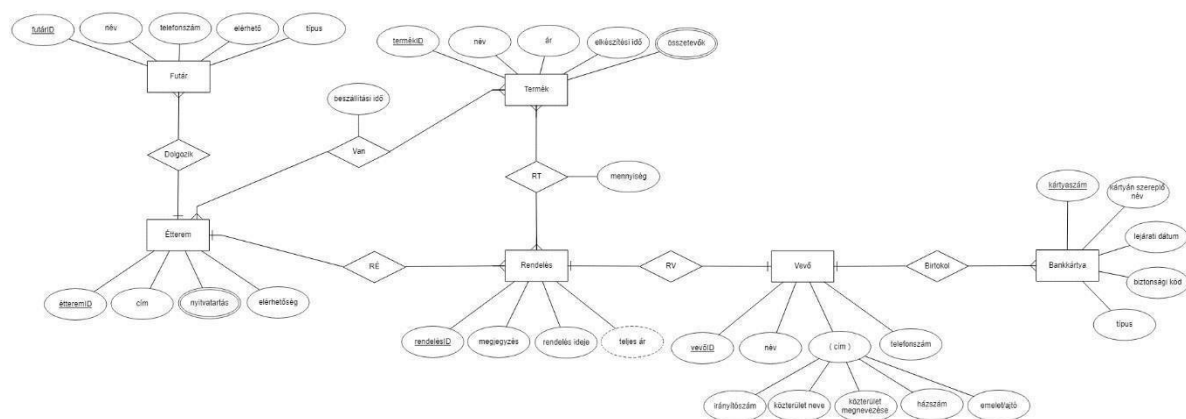 futárID
név
telefonszám
elérhető
típus
Futár
termékID
név
ár
elkészítési idő
összetevők
Termék
beszállítási idő
Dolgozik
Van
RT
mennyiség
kártyaszám
kártyán szereplő
név
lejárati dátum
biztonsági kód
Bankkártya
típus
Étterem
RÉ
Rendelés
RV
Vevő
Birtokol
étteremID
cím
nyitvatartás
elérhetőség
rendelésID
megjegyzés
rendelés ideje
teljes ár
vevőID
név
( cím )
telefonszám
irányítószám
közterület neve
közterület
megnevezése
házszám
emelet/ajtó